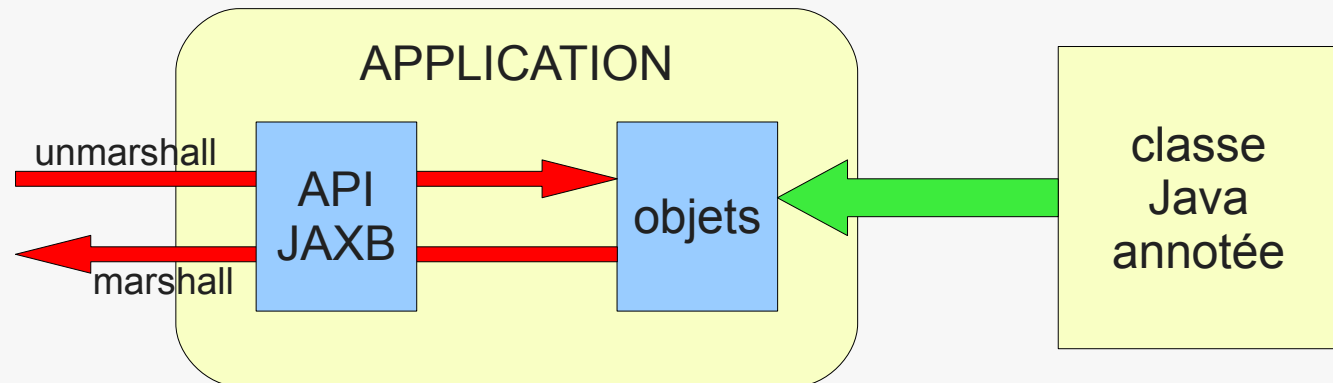 APPLICATION
unmarshall
API
JAXB
marshall
objets
classe
Java
annotée